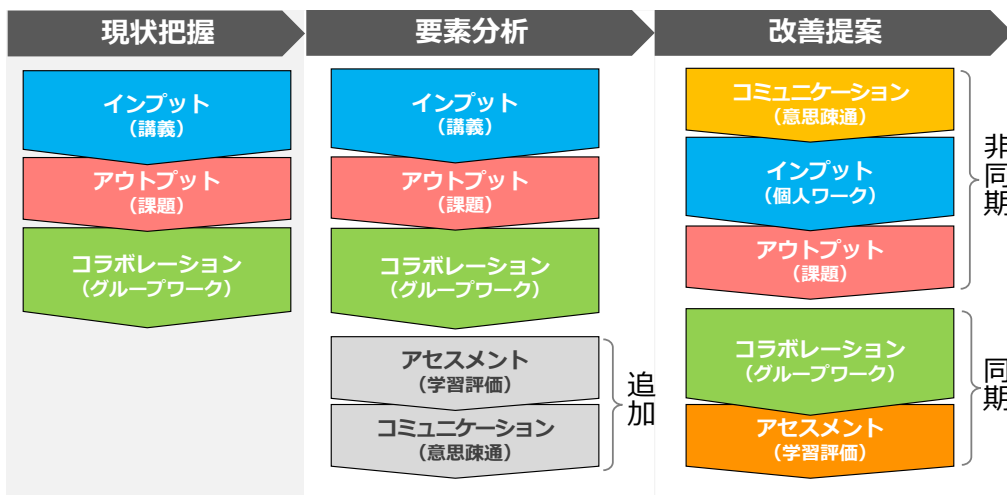 現状把握
インプット
（講義）
アウトプット
（課題）
コラボレーション
（グループワーク）
要素分析
インプット
（講義）
アウトプット
（課題）
コラボレーション
（グループワーク）
アセスメント
（学習評価）
コミュニケーション
（意思疎通）
追加
改善提案
コミュニケーション
（意思疎通）
インプット
（個人ワーク）
アウトプット
（課題）
非同期
コラボレーション
（グループワーク）
アセスメント
（学習評価）
同期